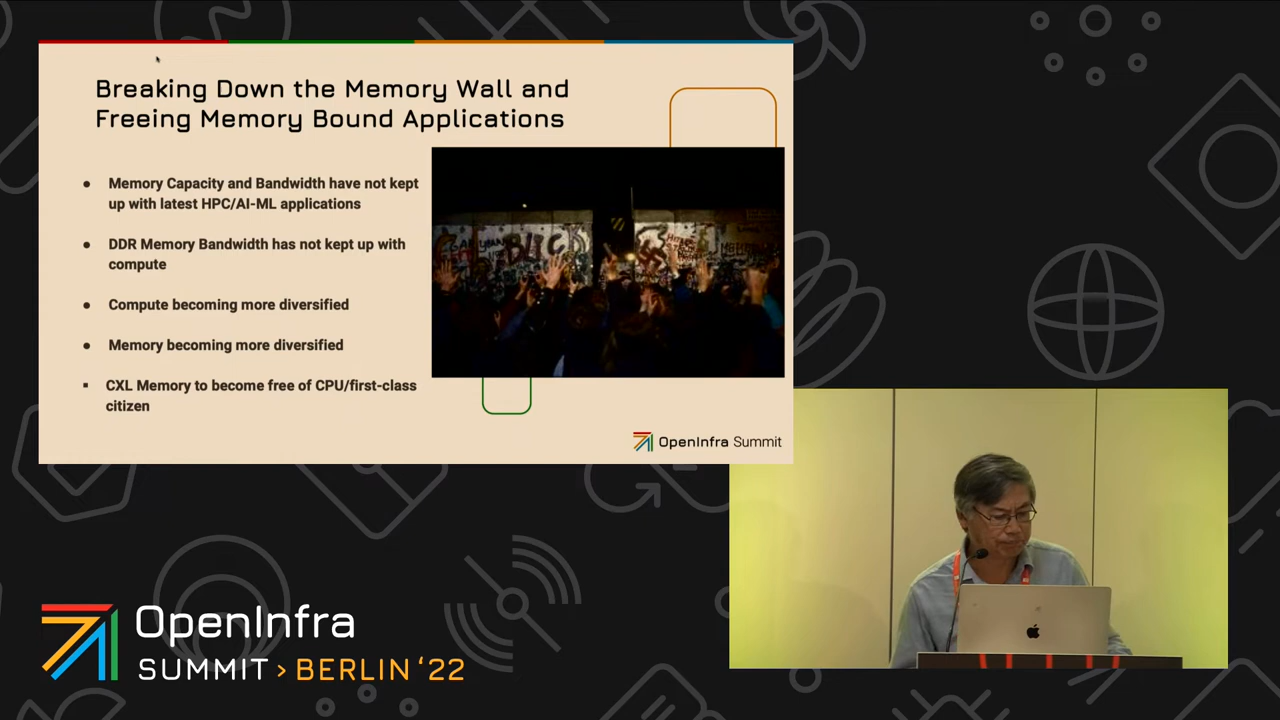 Breaking Down the Memory Wall and
Freeing Memory Bound Applications
● Memory Capacity and Bandwidth have not kept
up with latest HPC/AI-ML applications
● DDR Memory Bandwidth has not kept up with
compute
● Compute becoming more diversified
● Memory becoming more diversified
▪ CXL Memory to become free of CPU/first-class
citizen
OpenInfra Summit
OpenInfra
SUMMIT > BERLIN ‘22